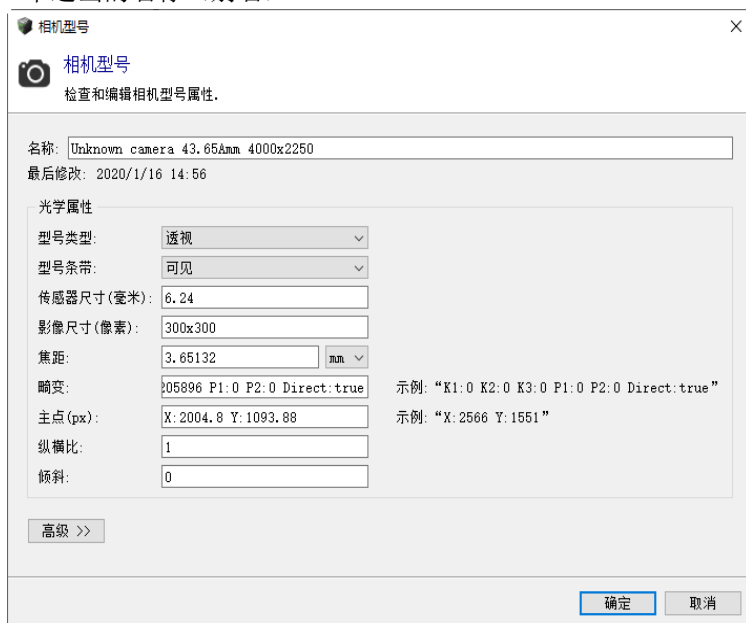 相机型号
相机型号
检查和编辑相机型号属性.
名称: Unknown camera 43.65Amm 4000x2250
最后修改: 2020/1/16 14:56
光学属性
型号类型: 透视
型号条带: 可见
传感器尺寸(毫米): 6.24
影像尺寸(像素): 300x300
焦距: 3.65132 mm
畸变: 205896 P1:0 P2:0 Direct:true 示例: “K1:0 K2:0 K3:0 P1:0 P2:0 Direct:true”
主点(px): X:2004.8 Y:1093.88 示例: “X:2566 Y:1551”
纵横比: 1
倾斜: 0
高级 >>
确定 取消